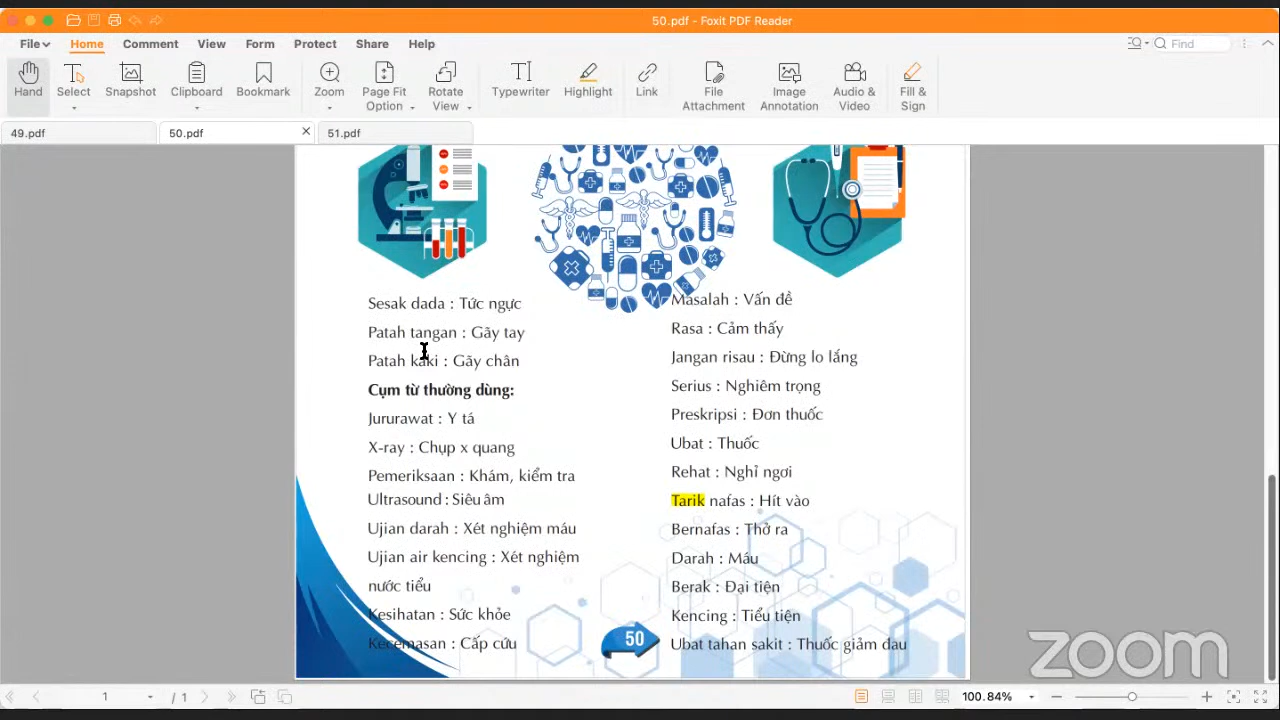 50.pdf - Foxit PDF Reader
File Home Comment View Form Protect Share Help
Find
Hand
Select
Snapshot
Clipboard
Bookmark
Zoom
Page Fit Option
Rotate View
Typewriter
Highlight
Link
File Attachment
Image Annotation
Audio & Video
Fill & Sign
49.pdf
50.pdf
51.pdf
Sesak dada : Tức ngực
Patah tangan : Gãy tay
Patah kaki : Gãy chân
Cụm từ thường dùng:
Jururawat : Y tá
X-ray : Chụp x quang
Pemeriksaan : Khám, kiểm tra
Ultrasound : Siêu âm
Ujian darah : Xét nghiệm máu
Ujian air kencing : Xét nghiệm
nước tiểu
Kesihatan : Sức khỏe
Kecemasan : Cấp cứu
Masalah : Vấn đề
Rasa : Cảm thấy
Jangan risau : Đừng lo lắng
Serius : Nghiêm trọng
Preskripsi : Đơn thuốc
Ubat : Thuốc
Rehat : Nghỉ ngơi
Tarik nafas : Hít vào
Bernafas : Thở ra
Darah : Máu
Berak : Đại tiện
Kencing : Tiểu tiện
Ubat tahan sakit : Thuốc giảm đau
50
zoom
1 / 1
100.84%